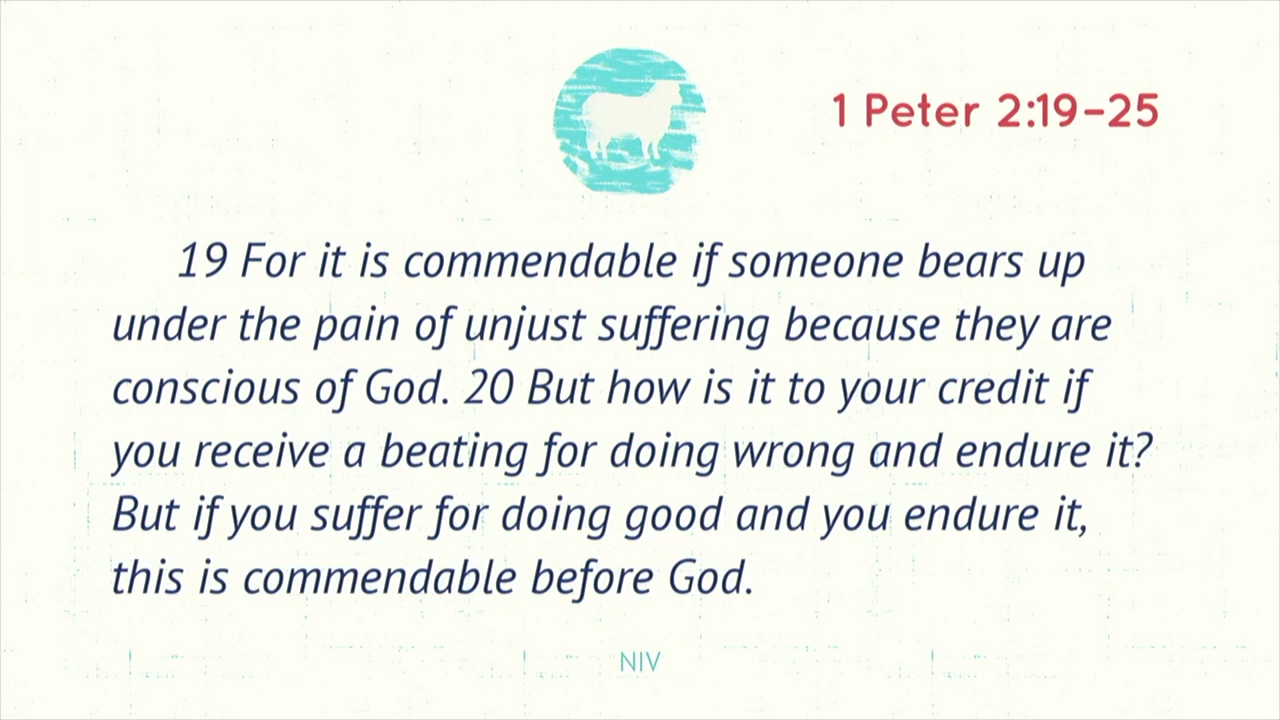 1 Peter 2:19-25
19 For it is commendable if someone bears up
under the pain of unjust suffering because they are
conscious of God. 20 But how is it to your credit if
you receive a beating for doing wrong and endure it?
But if you suffer for doing good and you endure it,
this is commendable before God.
NIV